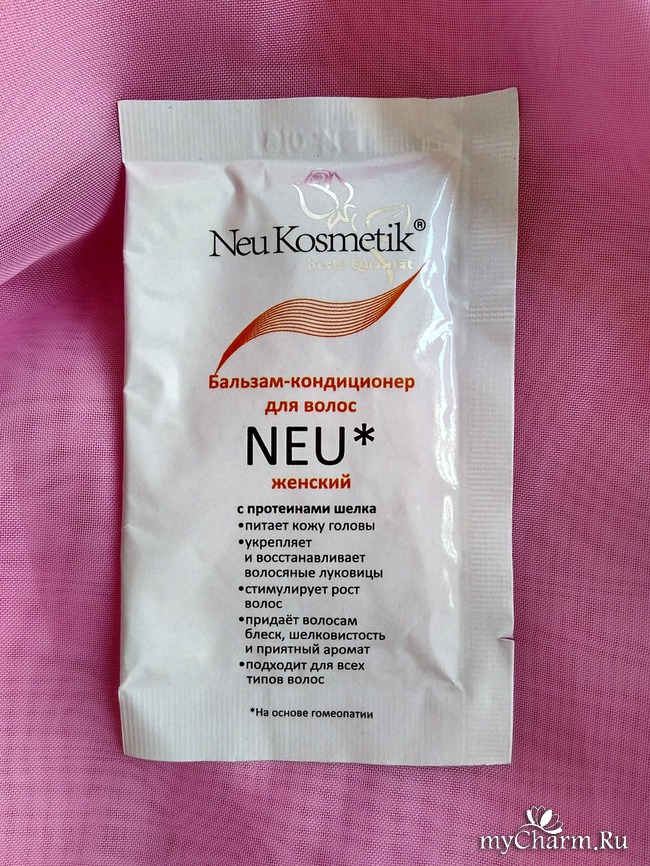 Neu Kosmetik®
Beste Qualität
Бальзам-кондиционер
для волос
NEU*
женский
с протеинами шелка
•питает кожу головы
•укрепляет
и восстанавливает
волосяные луковицы
•стимулирует рост
волос
•придаёт волосам
блеск, шелковистость
и приятный аромат
•подходит для всех
типов волос
*На основе гомеопатии
myCharm.Ru